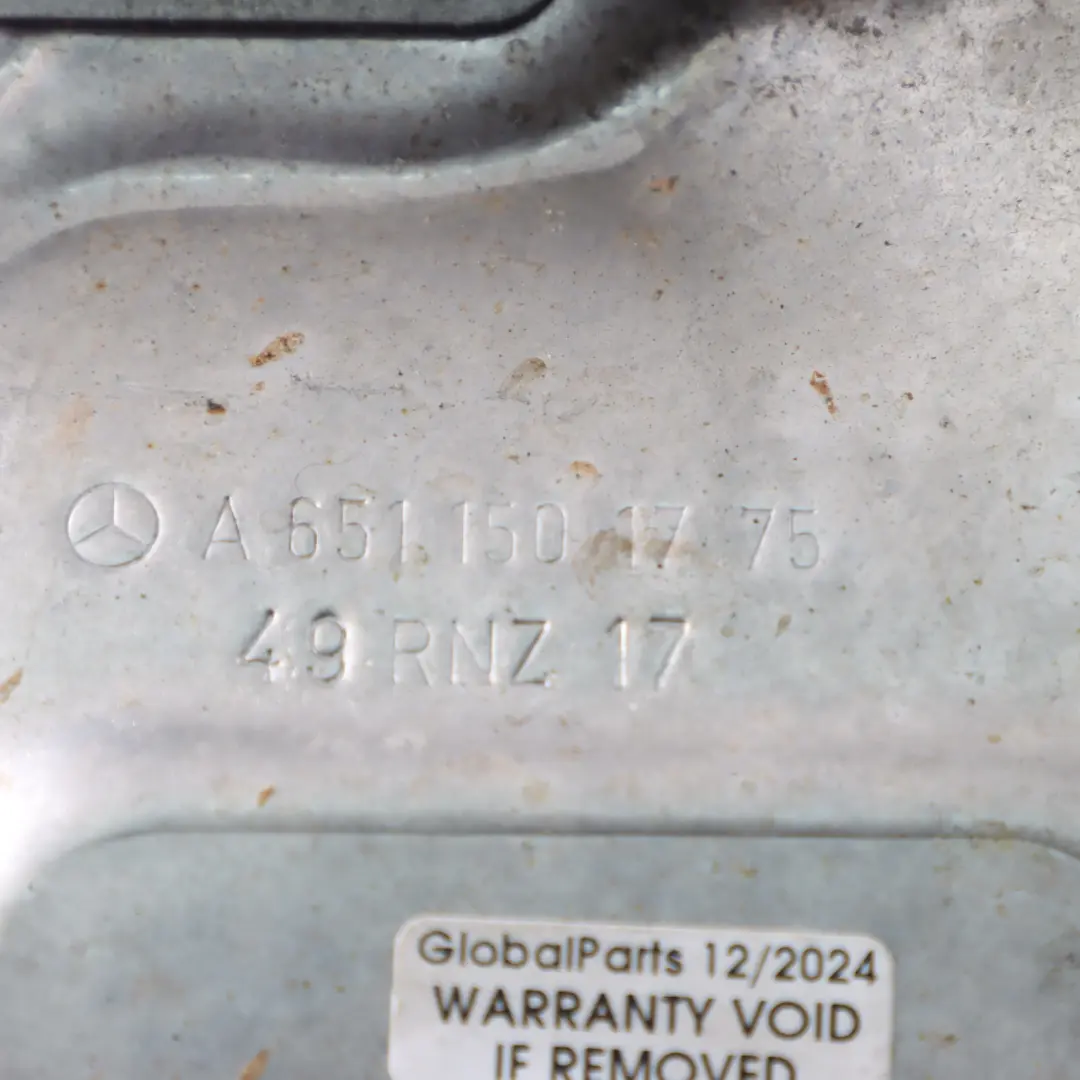 A 651 150 17 75
49 RNZ 17
GlobalParts 12/2024
WARRANTY VOID
IF REMOVED